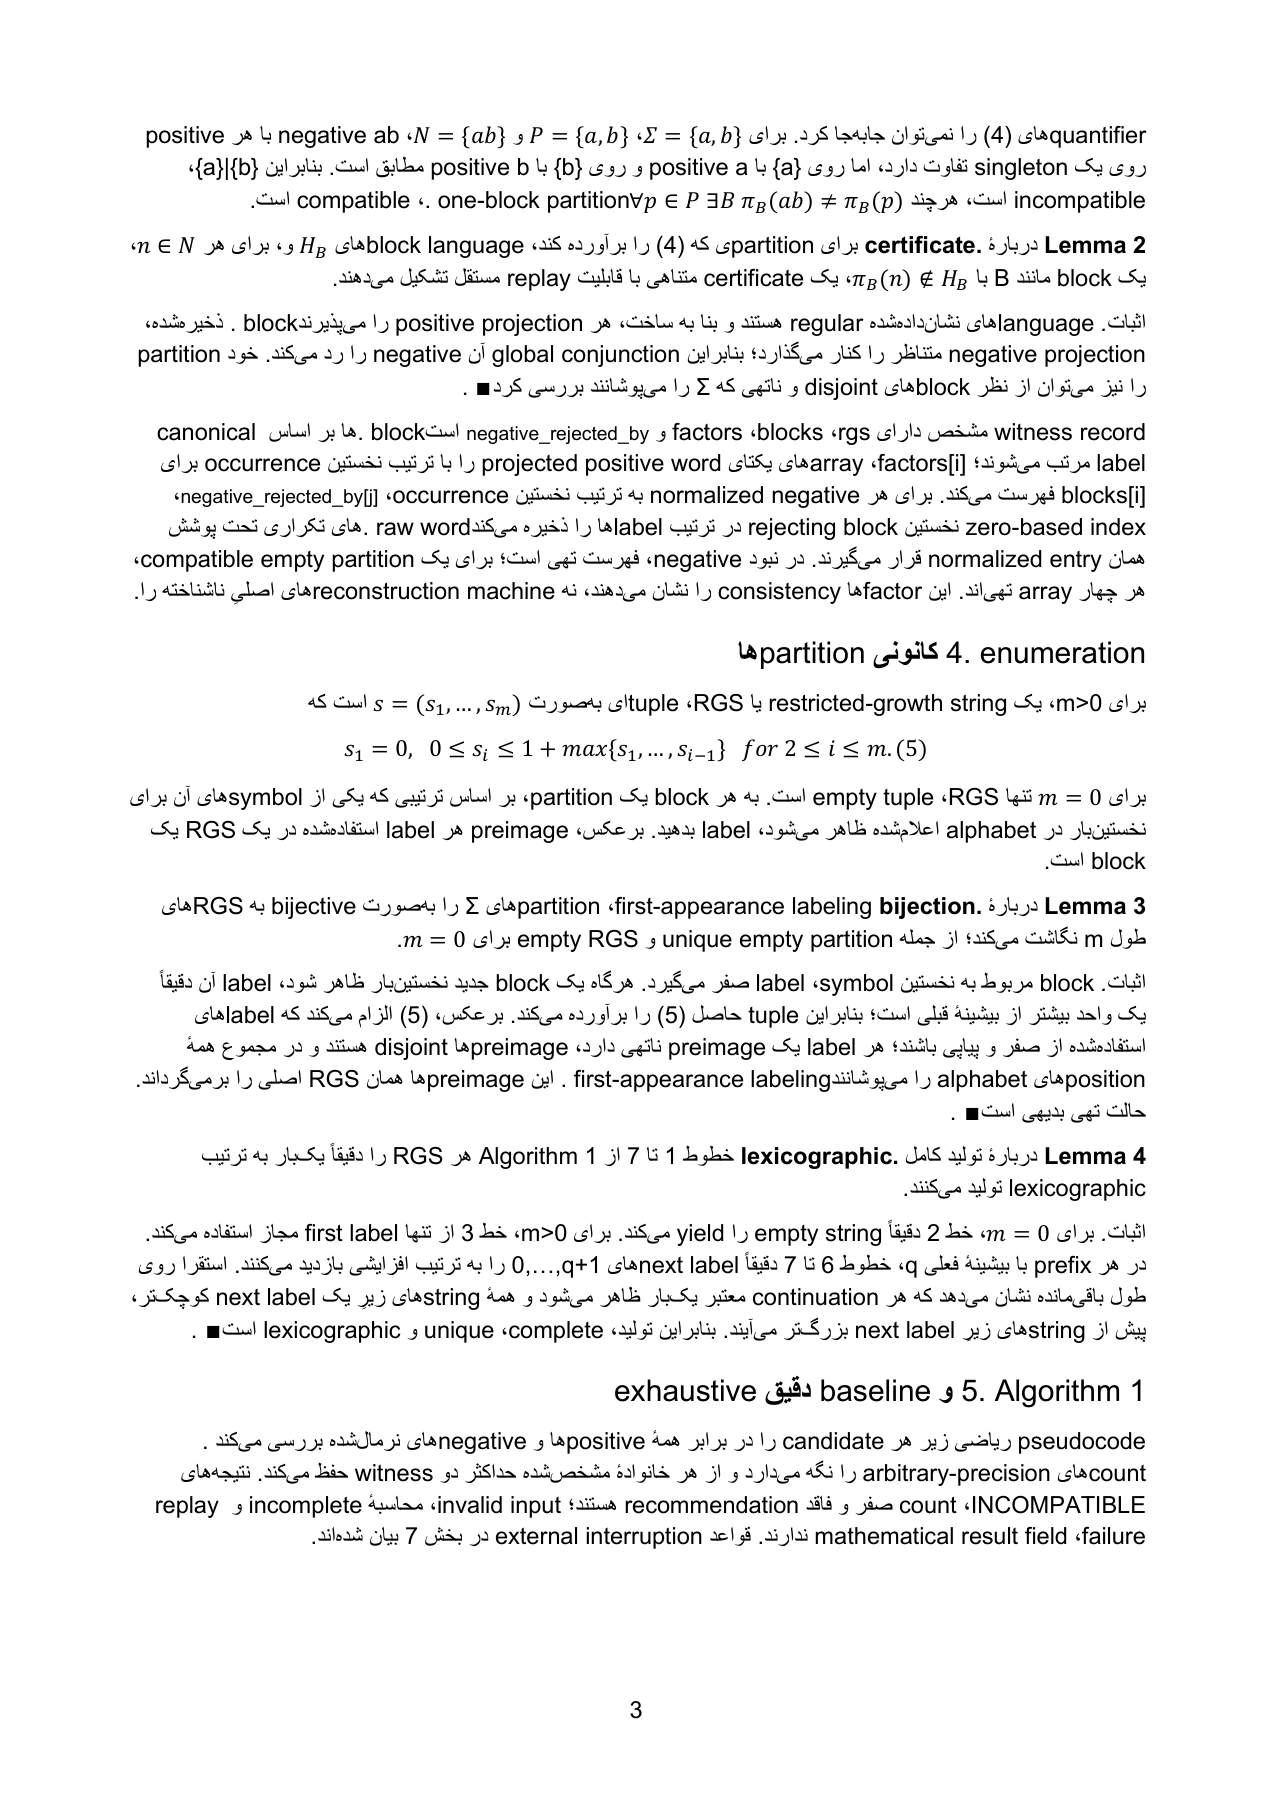 quantifierهای (4) را نمی‌توان جابه‌جا کرد. برای Σ = {a, b}، P = {a, b} و N = {ab}، negative ab با هر positive
روی یک singleton تفاوت دارد، اما روی {a} با positive a و روی {b} با positive b مطابق است. بنابراین {a}|{b}،
incompatible است، هرچند ∀p ∈ P ∃B π_B(ab) ≠ π_B(p) one-block partition .، compatible است.
Lemma 2 دربارهٔ certificate. برای partitionی که (4) را برآورده کند، block languageهای H_B و، برای هر n ∈ N،
یک block مانند B با π_B(n) ∉ H_B، یک certificate متناهی با قابلیت replay مستقل تشکیل می‌دهند.
اثبات. languageهای نشان‌داده‌شده regular هستند و بنا به ساخت، هر positive projection را می‌پذیرند. block ذخیره‌شده،
negative projection متناظر را کنار می‌گذارد؛ بنابراین global conjunction آن negative را رد می‌کند. خود partition
را نیز می‌توان از نظر blockهای disjoint و ناتهی که Σ را می‌پوشانند بررسی کرد■ .
witness record مشخص دارای rgs، blocks، factors و negative_rejected_by است. blockها بر اساس canonical
label مرتب می‌شوند؛ factors[i]، arrayهای یکتای projected positive word را با ترتیب نخستین occurrence برای
blocks[i] فهرست می‌کند. برای هر normalized negative به ترتیب نخستین occurrence، negative_rejected_by[j]،
zero-based index نخستین rejecting block در ترتیب labelها را ذخیره می‌کند. raw wordهای تکراری تحت پوشش
همان normalized entry قرار می‌گیرند. در نبود negative، فهرست تهی است؛ برای یک compatible empty partition،
هر چهار array تهی‌اند. این factorها consistency را نشان می‌دهند، نه reconstruction machineهای اصلیِ ناشناخته را.
4. enumeration کانونی partitionها
برای m>0، یک restricted-growth string یا RGS، tupleای به‌صورت s = (s₁, … , sₘ) است که
s₁ = 0, 0 ≤ sᵢ ≤ 1 + max{s₁, … , sᵢ₋₁} for 2 ≤ i ≤ m. (5)
برای m = 0 تنها RGS، empty tuple است. به هر block یک partition، بر اساس ترتیبی که یکی از symbolهای آن برای
نخستین‌بار در alphabet اعلام‌شده ظاهر می‌شود، label بدهید. برعکس، preimage هر label استفاده‌شده در یک RGS یک
block است.
Lemma 3 دربارهٔ bijection. first-appearance labeling، partitionهای Σ را به‌صورت bijective به RGSهای
طول m نگاشت می‌کند؛ از جمله unique empty partition و empty RGS برای m = 0.
اثبات. block مربوط به نخستین symbol، label صفر می‌گیرد. هرگاه یک block جدید نخستین‌بار ظاهر شود، label آن دقیقاً
یک واحد بیشتر از بیشینهٔ قبلی است؛ بنابراین tuple حاصل (5) را برآورده می‌کند. برعکس، (5) الزام می‌کند که labelهای
استفاده‌شده از صفر و پیاپی باشند؛ هر label یک preimage ناتهی دارد، preimageها disjoint هستند و در مجموع همهٔ
positionهای alphabet را می‌پوشانند. first-appearance labeling این preimageها همان RGS اصلی را برمی‌گرداند.
حالت تهی بدیهی است■ .
Lemma 4 دربارهٔ تولید کامل lexicographic. خطوط 1 تا 7 از Algorithm 1 هر RGS را دقیقاً یک‌بار به ترتیب
lexicographic تولید می‌کنند.
اثبات. برای m = 0، خط 2 دقیقاً empty string را yield می‌کند. برای m>0، خط 3 از تنها first label مجاز استفاده می‌کند.
در هر prefix با بیشینهٔ فعلی q، خطوط 6 تا 7 دقیقاً next labelهای 0,…,q+1 را به ترتیب افزایشی بازدید می‌کنند. استقرا روی
طول باقی‌مانده نشان می‌دهد که هر continuation معتبر یک‌بار ظاهر می‌شود و همهٔ stringهای زیرِ یک next label کوچک‌تر،
پیش از stringهای زیرِ next label بزرگ‌تر می‌آیند. بنابراین تولید، complete، unique و lexicographic است■ .
5. Algorithm 1 و baseline دقیق exhaustive
pseudocode ریاضی زیر هر candidate را در برابر همهٔ positiveها و negativeهای نرمال‌شده بررسی می‌کند .
countهای arbitrary-precision را نگه می‌دارد و از هر خانوادهٔ مشخص‌شده حداکثر دو witness حفظ می‌کند. نتیجه‌های
INCOMPATIBLE، count صفر و فاقد recommendation هستند؛ invalid input، محاسبهٔ incomplete و replay
failure، mathematical result field ندارند. قواعد external interruption در بخش 7 بیان شده‌اند.
3